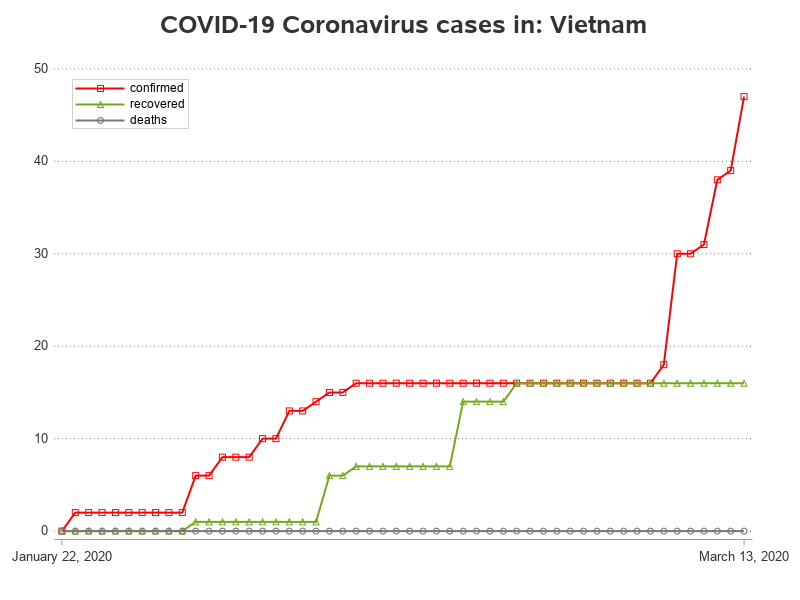 COVID-19 Coronavirus cases in: Vietnam
50
confirmed
recovered
deaths
40
30
20
10
0
January 22, 2020
March 13, 2020